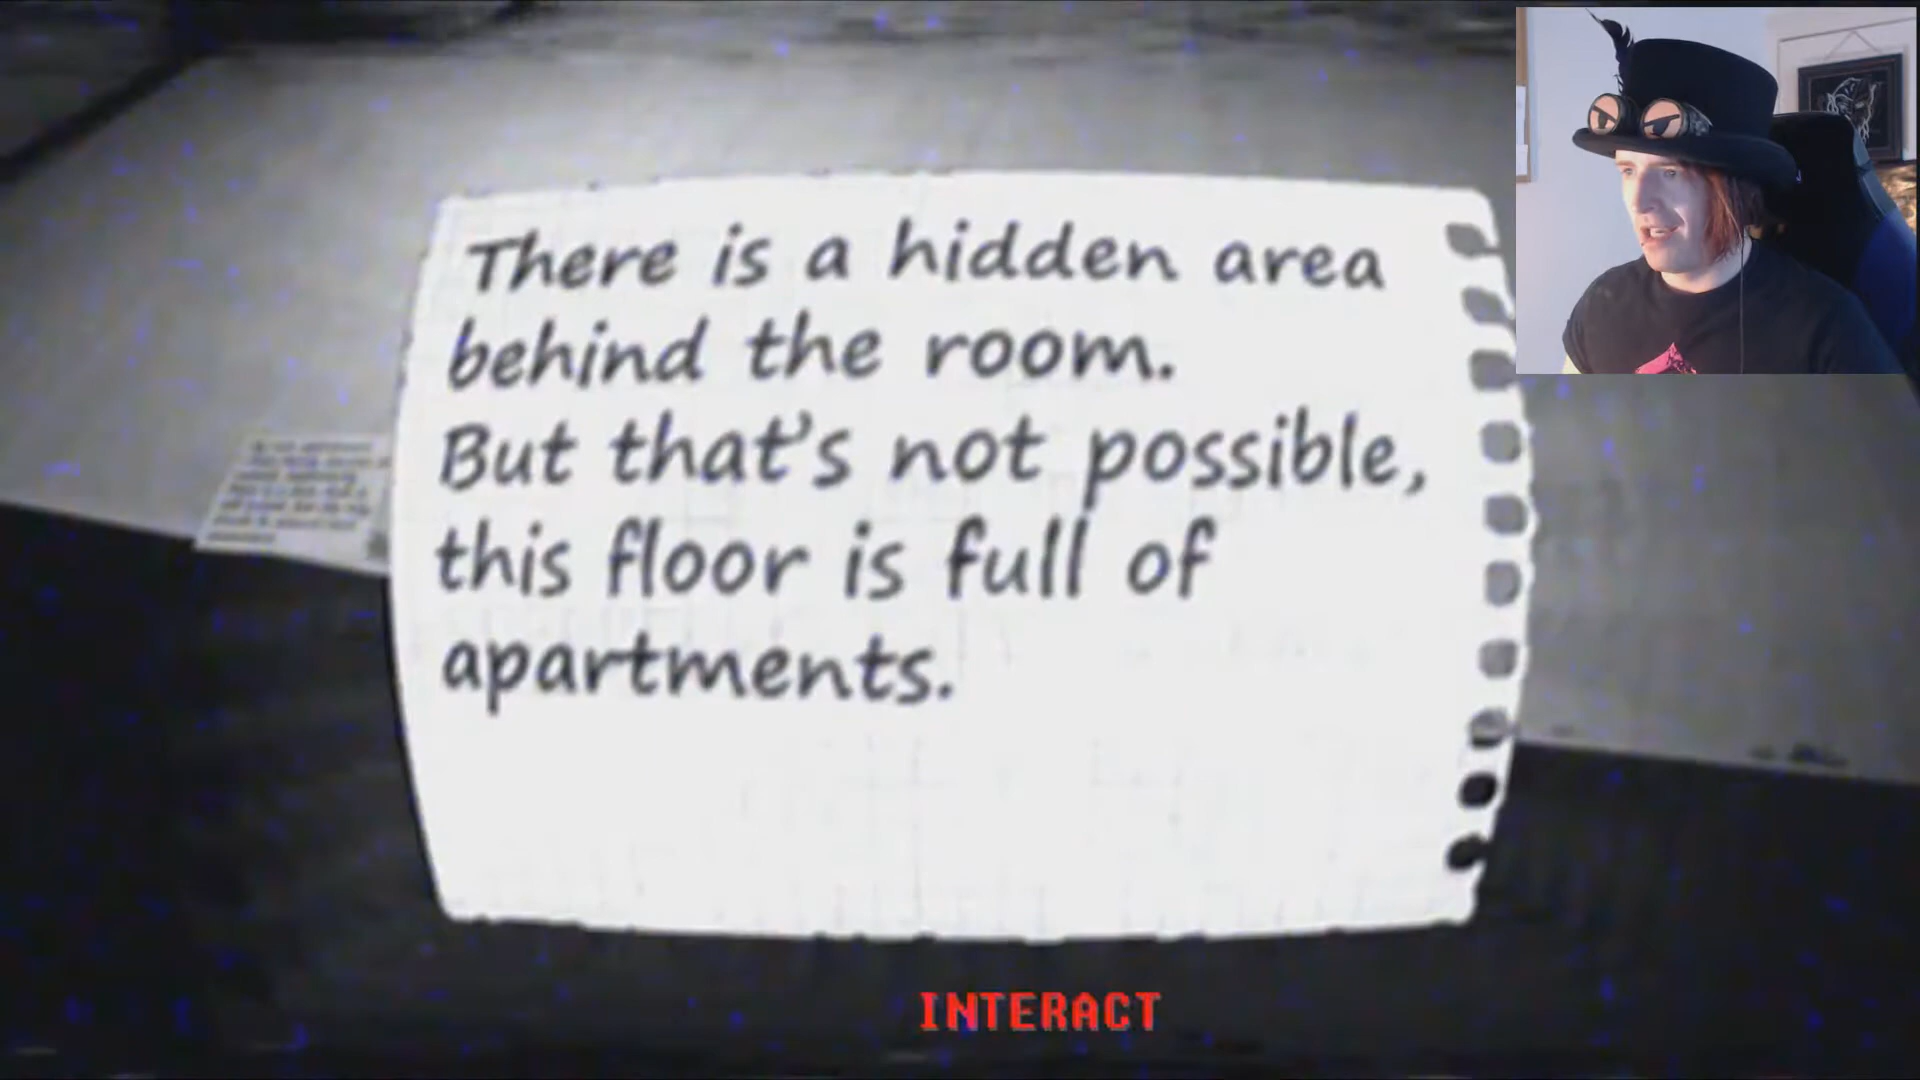 There is a hidden area
behind the room.
But that's not possible,
this floor is full of
apartments.
INTERACT